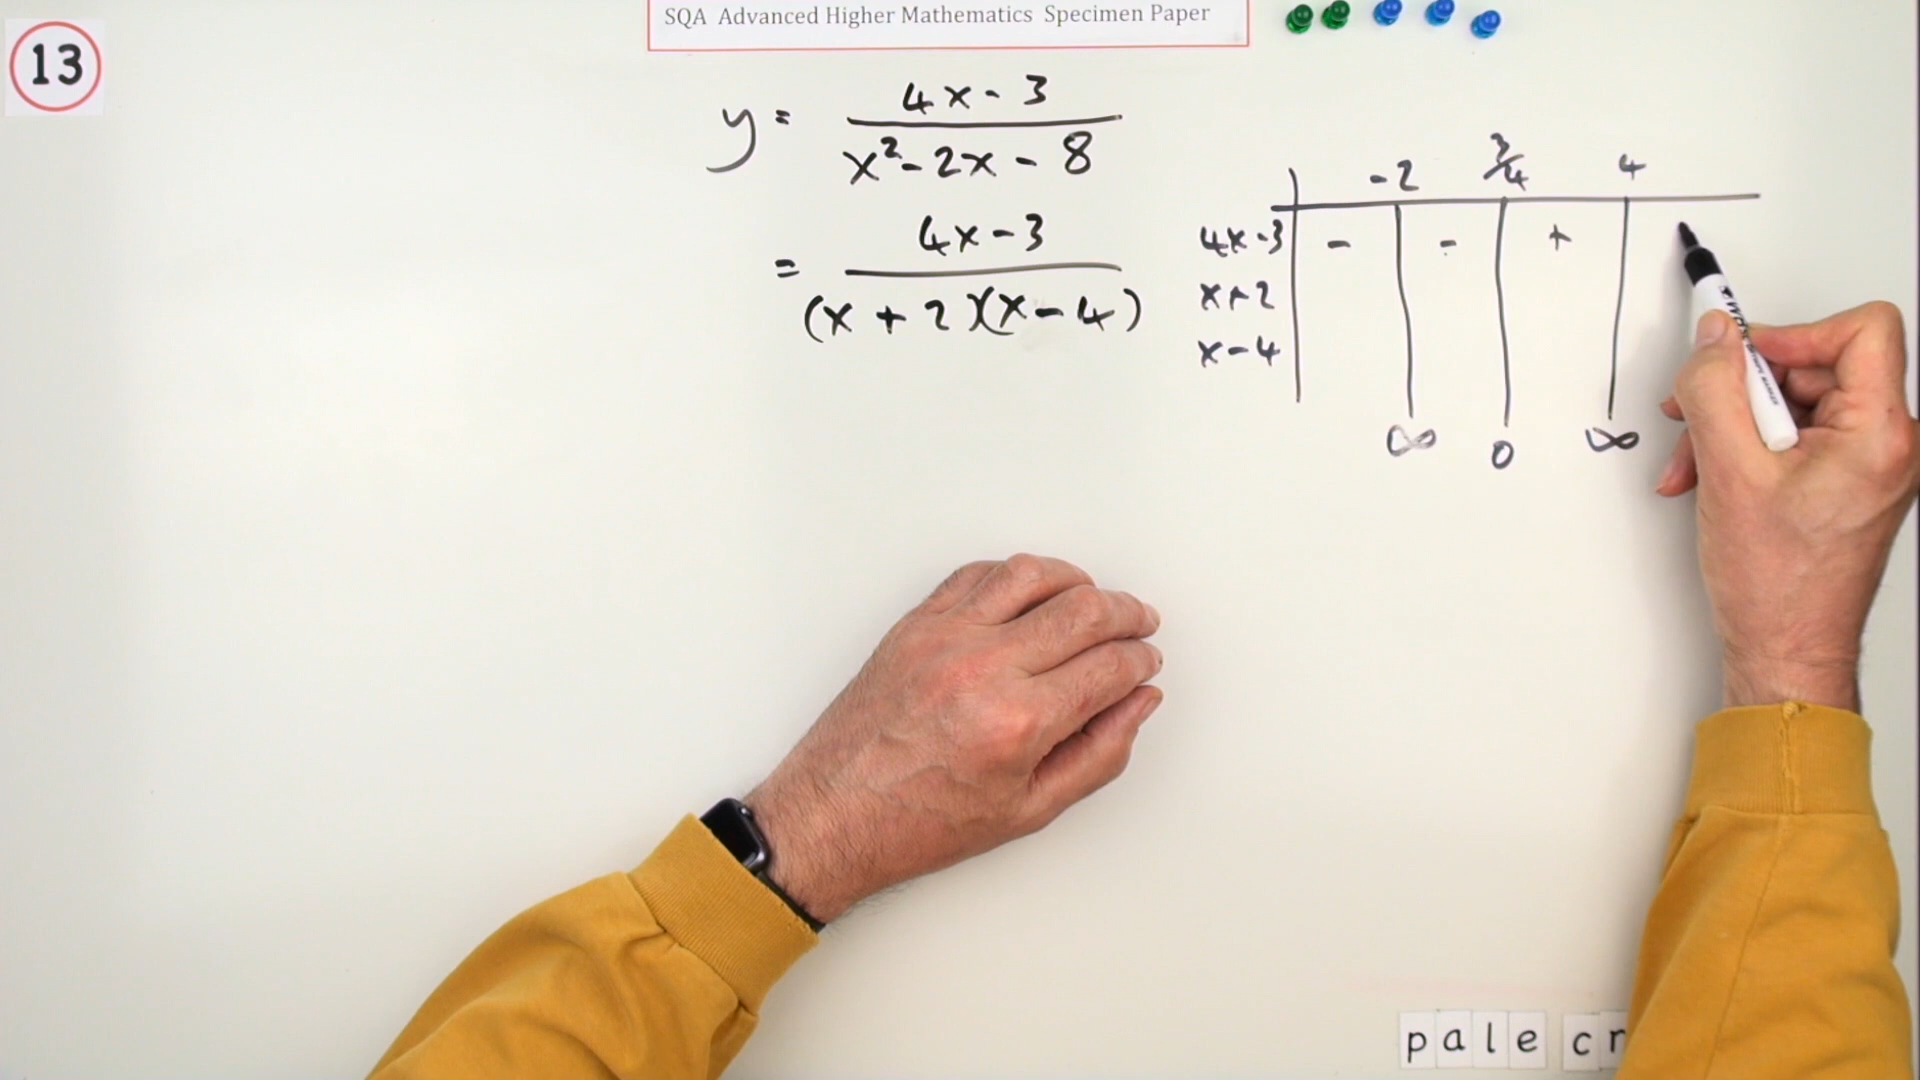 SQA Advanced Higher Mathematics Specimen Paper
13
y = (4x - 3)/(x² - 2x - 8)
= (4x - 3)/((x + 2)(x - 4))
-2 3/4 4
4x - 3 - - +
x + 2
x - 4
∞ 0 ∞
pale cr